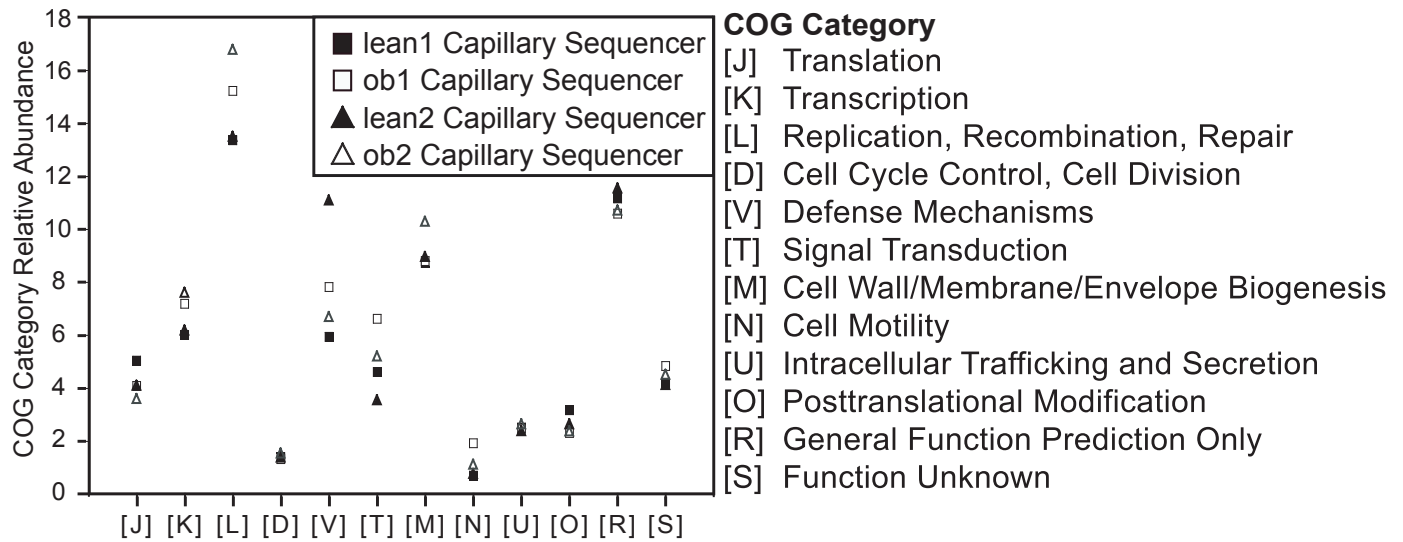 COG Category Relative Abundance
18
16
14
12
10
8
6
4
2
0
[J] [K] [L] [D] [V] [T] [M] [N] [U] [O] [R] [S]
lean1 Capillary Sequencer
ob1 Capillary Sequencer
lean2 Capillary Sequencer
ob2 Capillary Sequencer
COG Category
[J] Translation
[K] Transcription
[L] Replication, Recombination, Repair
[D] Cell Cycle Control, Cell Division
[V] Defense Mechanisms
[T] Signal Transduction
[M] Cell Wall/Membrane/Envelope Biogenesis
[N] Cell Motility
[U] Intracellular Trafficking and Secretion
[O] Posttranslational Modification
[R] General Function Prediction Only
[S] Function Unknown